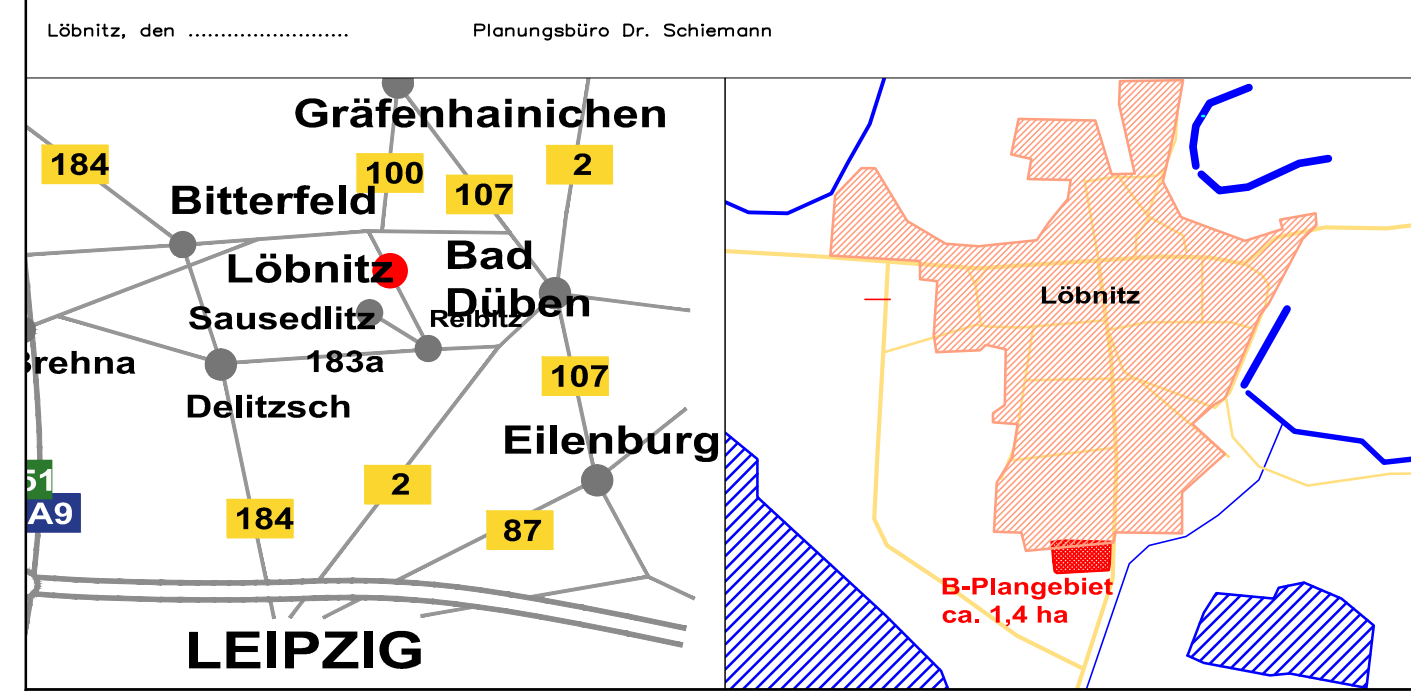 Löbnitz, den ......................... Planungsbüro Dr. Schiemann
Gräfenhainichen
184
100
2
107
Bitterfeld
Bad
Düben
Löbnitz
Sausedlitz
Reibitz
Brehna
183a
107
Delitzsch
Eilenburg
51
2
A9
184
87
LEIPZIG
Löbnitz
B-Plangebiet
ca. 1,4 ha